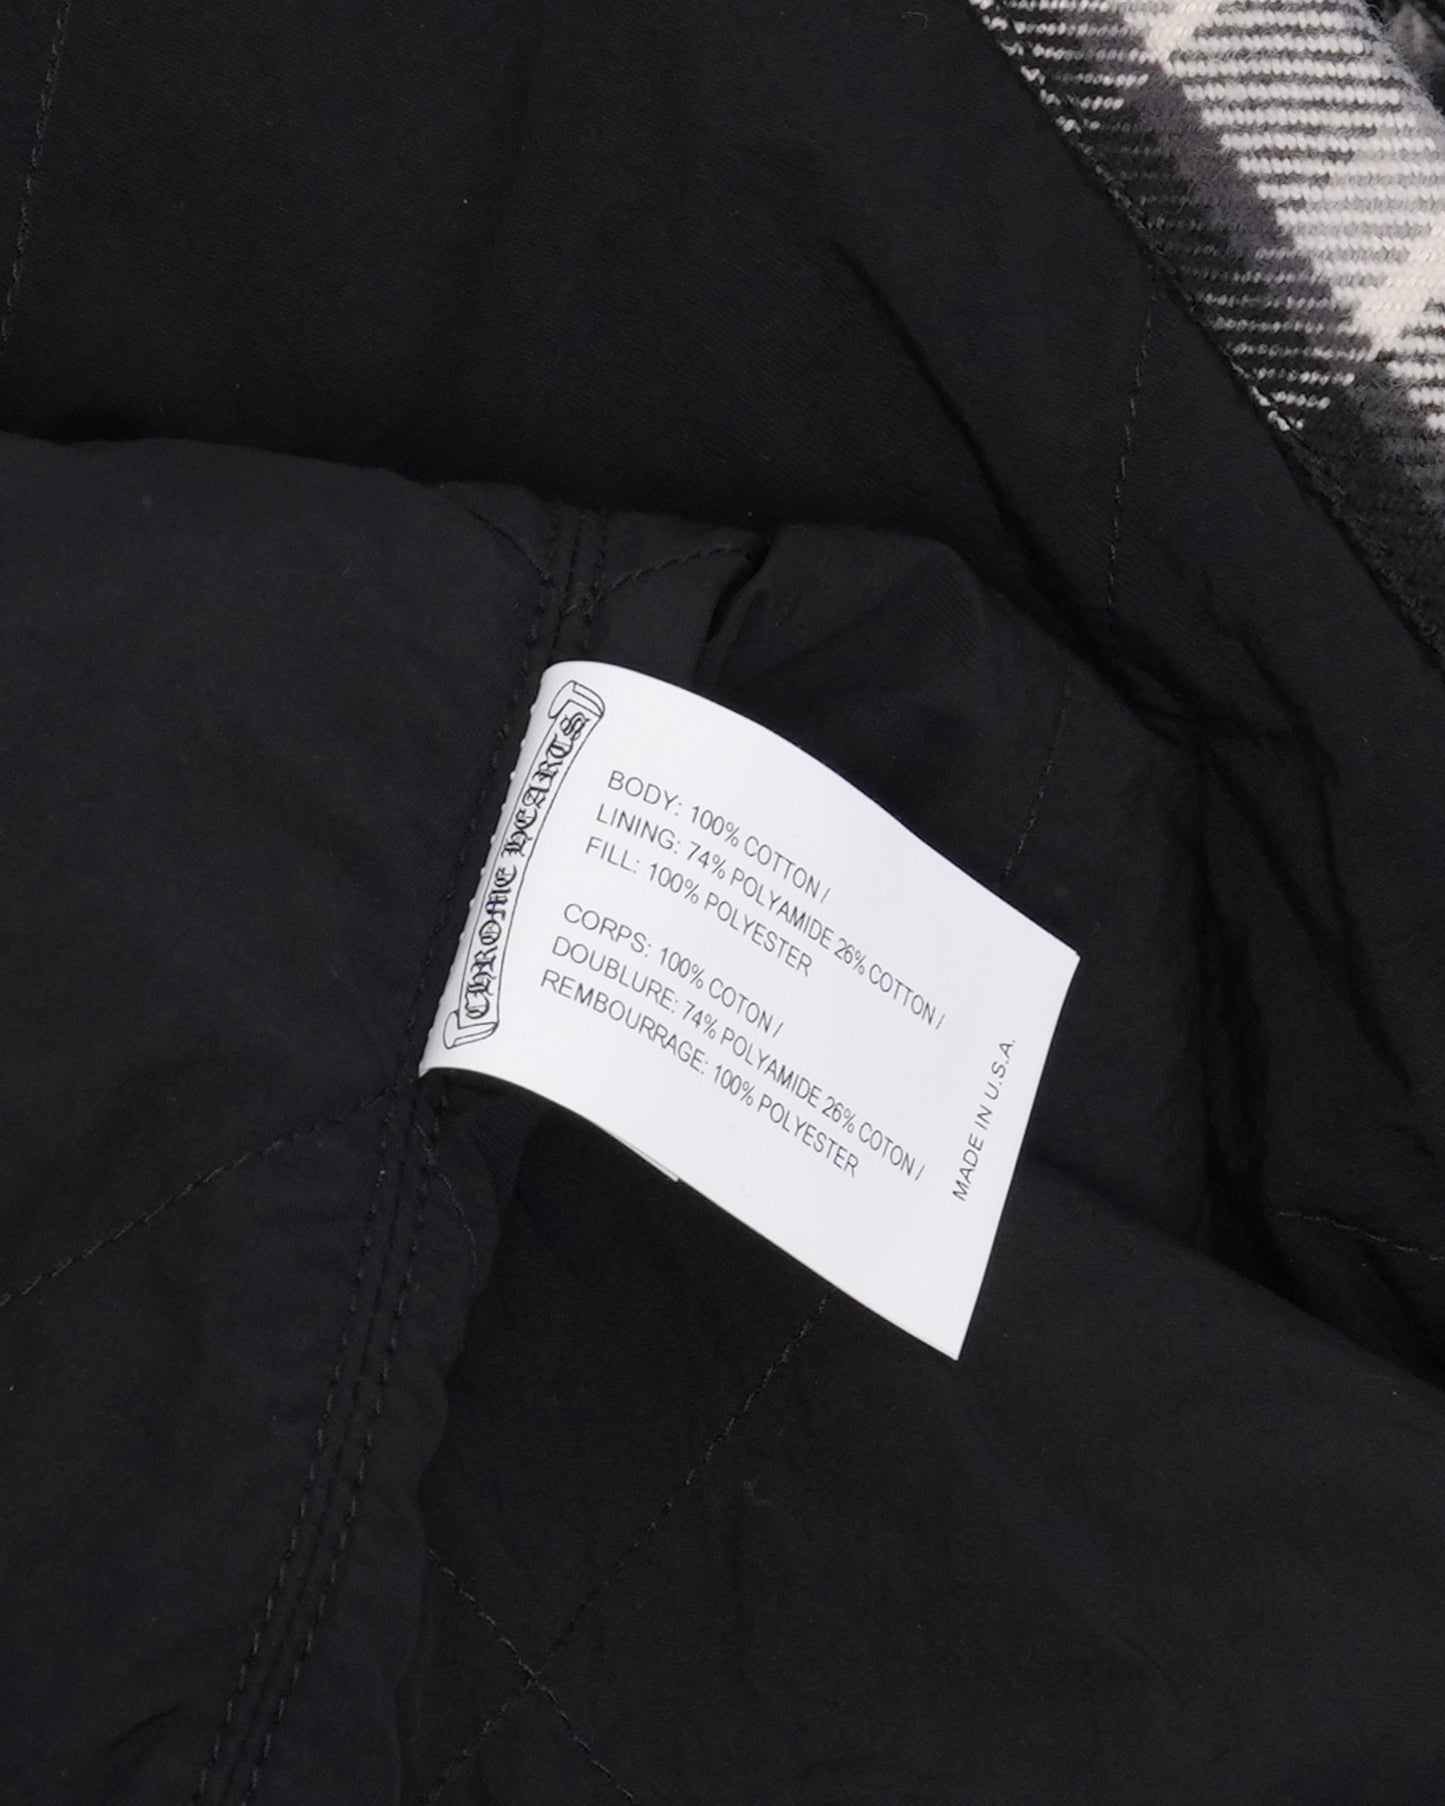 CHROME HEARTS
BODY: 100% COTTON /
LINING: 74% POLYAMIDE 26% COTTON /
FILL: 100% POLYESTER
CORPS: 100% COTON /
DOUBLURE: 74% POLYAMIDE 26% COTON /
REMBOURRAGE: 100% POLYESTER
MADE IN U.S.A.